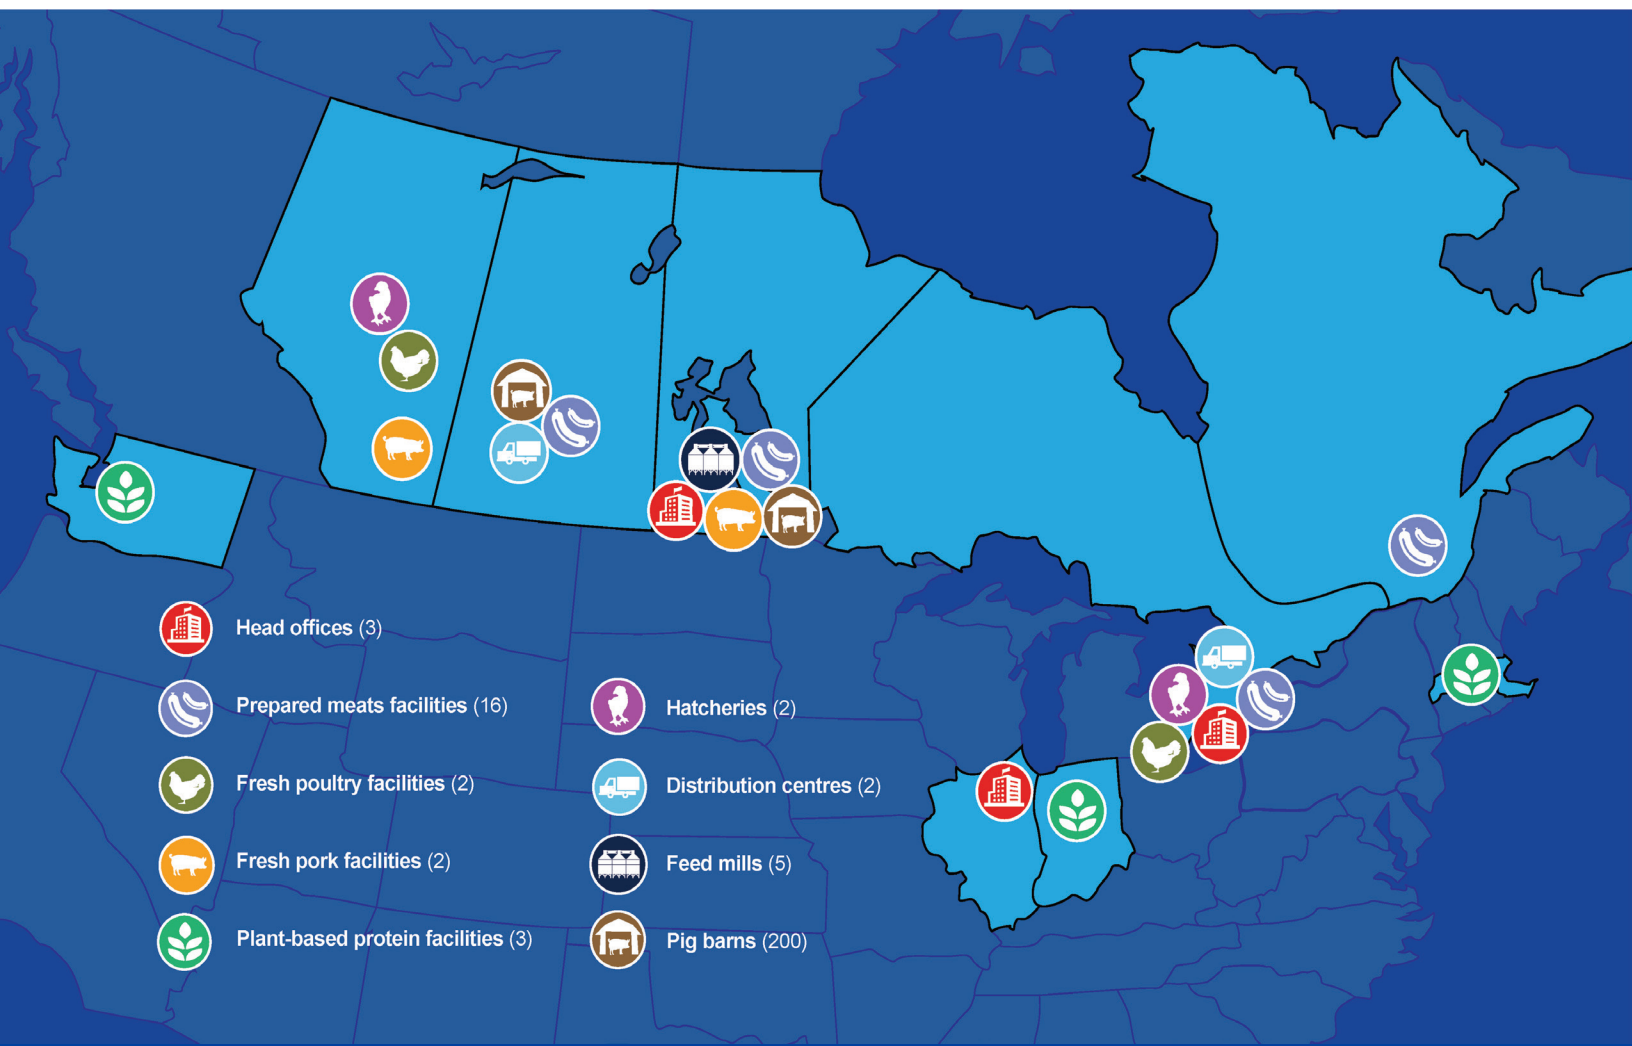 Head offices (3)
Prepared meats facilities (16)
Fresh poultry facilities (2)
Fresh pork facilities (2)
Plant-based protein facilities (3)
Hatcheries (2)
Distribution centres (2)
Feed mills (5)
Pig barns (200)